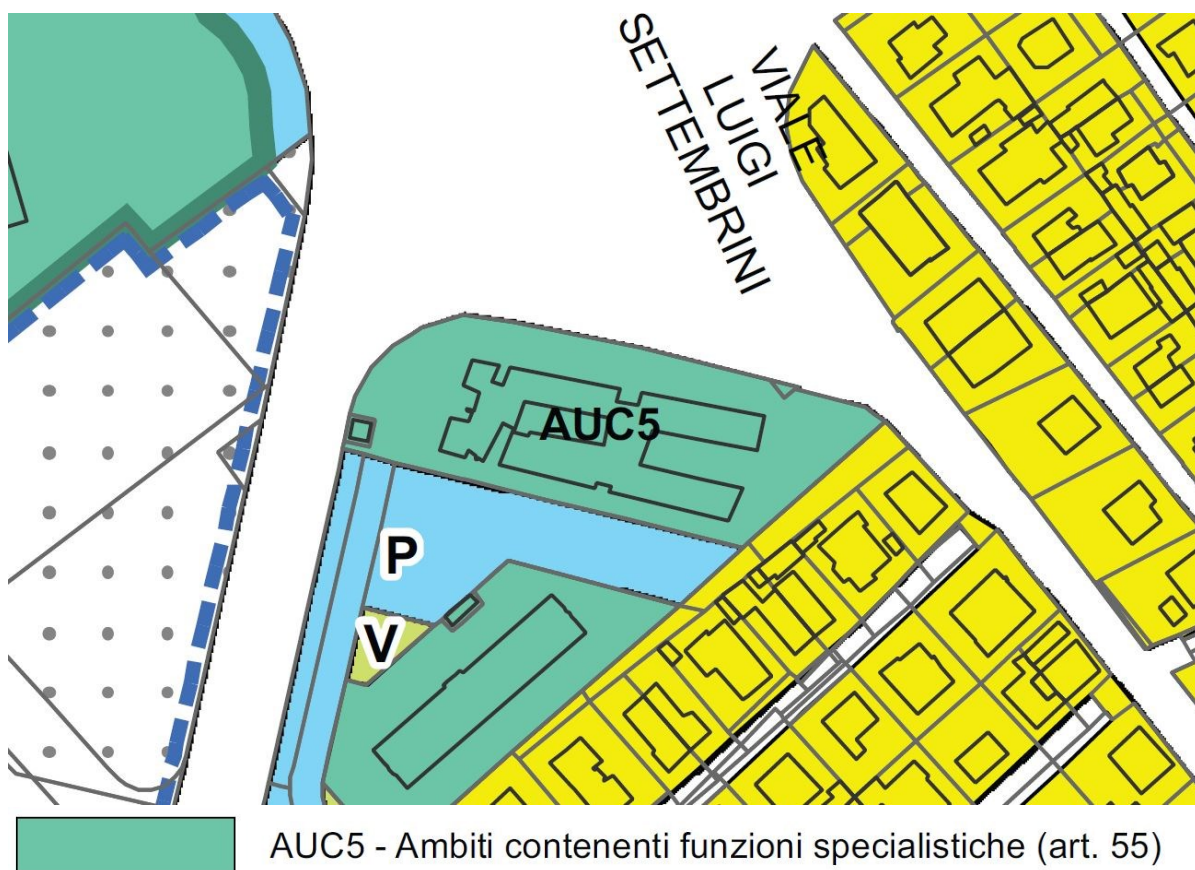 VIALE
LUIGI
SETTEMBRINI
AUC5
P
V
AUC5 - Ambiti contenenti funzioni specialistiche (art. 55)